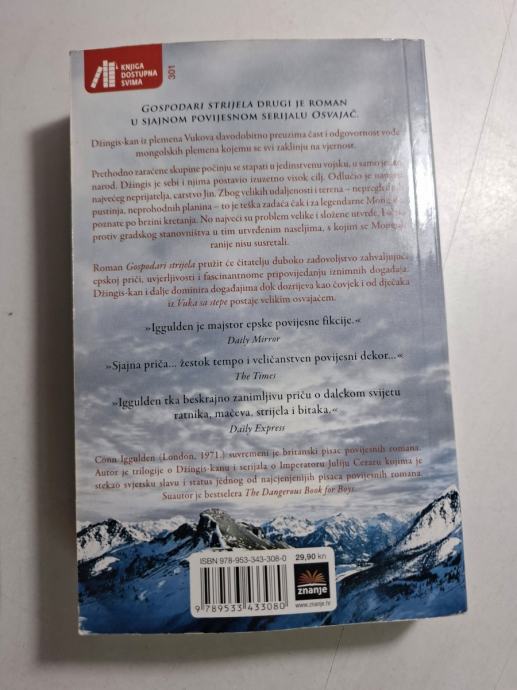 KNJIGA
DOSTUPNA
SVIMA
301
GOSPODARI STRIJELA DRUGI JE ROMAN
U SJAJNOM POVIJESNOM SERIJALU OSVAJAČ.
Džingis-kan iz plemena Vukova slavodobitno preuzima čast i odgovornost vođe
mongolskih plemena kojemu se svi zaklinju na vjernost.
Prethodno zaraćene skupine počinju se stapati u jedinstvenu vojsku, u samo jedan
narod. Džingis je sebi i njima postavio izuzetno visok cilj. Odlučio je napasti
najvećeg neprijatelja, carstvo Jin. Zbog velikih udaljenosti i terena – nepreglednih
pustinja, neprohodnih planina – to je teška zadaća čak i za legendarne Mongole
poznate po brzini kretanja. No najveći su problem velike i složene utvrde,
protiv gradskog stanovništva u tim utvrđenim naseljima, s kojim se Mongoli
ranije nisu susretali.
Roman Gospodari strijela pružit će čitatelju duboko zadovoljstvo zahvaljujući
epskoj priči, uvjerljivosti i fascinantnome pripovijedanju iznimnih događaja.
Džingis-kan i dalje dominira događajima dok dozrijeva kao čovjek i od dječaka
iz Vuka sa stepe postaje velikim osvajačem.
»Iggulden je majstor epske povijesne fikcije.«
Daily Mirror
»Sjajna priča... žestok tempo i veličanstven povijesni dekor...«
The Times
»Iggulden tka beskrajno zanimljivu priču o dalekom svijetu
ratnika, mačeva, strijela i bitaka.«
Daily Express
Conn Iggulden (London, 1971.) suvremeni je britanski pisac povijesnih romana.
Autor je trilogije o Džingis-kanu i serijala o Imperatoru Juliju Cezaru kojima je
stekao svjetsku slavu i status jednog od najcjenjenijih pisaca povijesnih romana.
Suautor je bestselera The Dangerous Book for Boys.
ISBN 978-953-343-308-0
29,90 kn
9 789533 433080
znanje
www.znanje.hr